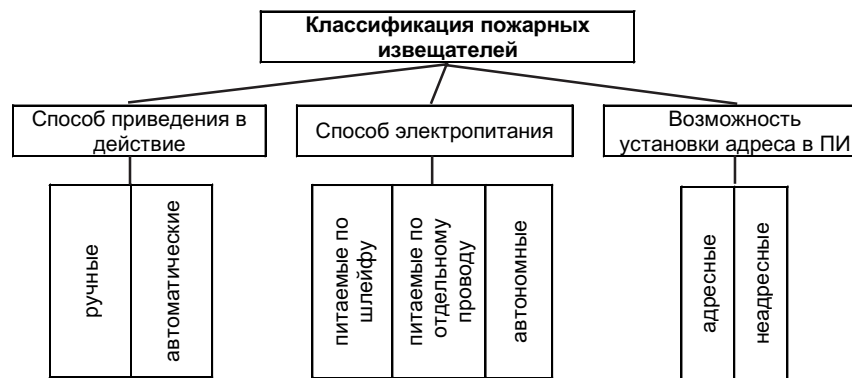 Классификация пожарных
извещателей
Способ приведения в
действие
Способ электропитания
Возможность
установки адреса в ПИ
ручные
автоматические
питаемые по
шлейфу
питаемые по
отдельному
проводу
автономные
адресные
неадресные